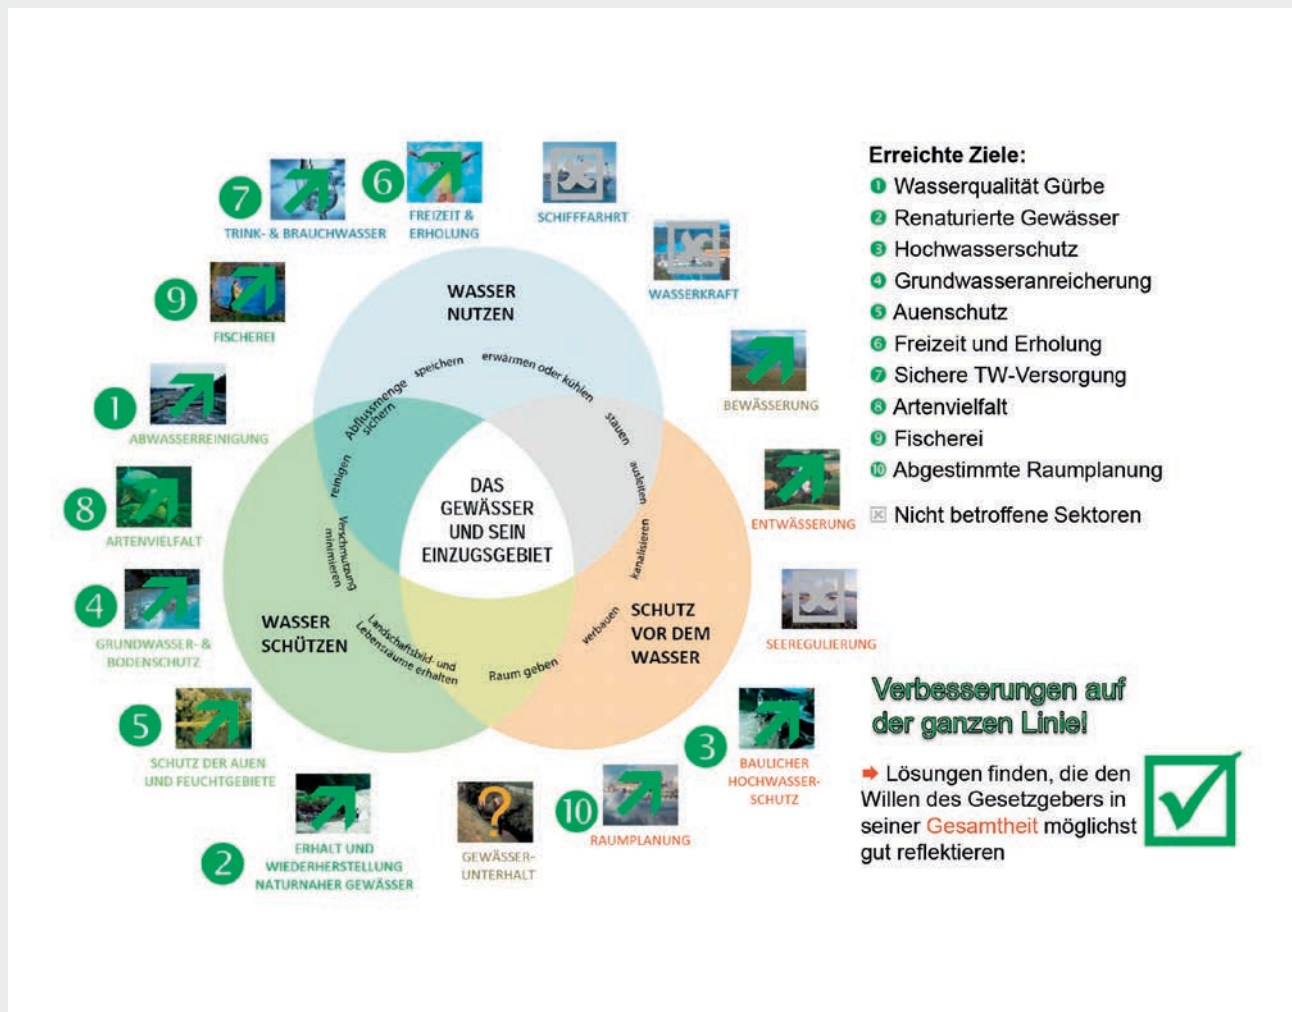 7
TRINK- & BRAUCHWASSER
6
FREIZEIT &
ERHOLUNG
SCHIFFFAHRT
WASSERKRAFT
9
FISCHEREI
BEWÄSSERUNG
1
ABWASSERREINIGUNG
ENTWÄSSERUNG
8
ARTENVIELFALT
SEEREGULIERUNG
4
GRUNDWASSER- &
BODENSCHUTZ
5
SCHUTZ DER AUEN
UND FEUCHTGEBIETE
3
BAULICHER
HOCHWASSER-
SCHUTZ
2
ERHALT UND
WIEDERHERSTELLUNG
NATURNAHER GEWÄSSER
?
GEWÄSSER-
UNTERHALT
10
RAUMPLANUNG
WASSER
NUTZEN
speichern
erwärmen oder kühlen
stauen
ausleiten
kanalisieren
verbauen
Raum geben
Landschaftsbild- und
Lebensräume erhalten
Verschmutzung
minimieren
reinigen
Abflussmenge
sichern
DAS
GEWÄSSER
UND SEIN
EINZUGSGEBIET
WASSER
SCHÜTZEN
SCHUTZ
VOR DEM
WASSER
Erreichte Ziele:
1 Wasserqualität Gürbe
2 Renaturierte Gewässer
3 Hochwasserschutz
4 Grundwasseranreicherung
5 Auenschutz
6 Freizeit und Erholung
7 Sichere TW-Versorgung
8 Artenvielfalt
9 Fischerei
10 Abgestimmte Raumplanung
Nicht betroffene Sektoren
Verbesserungen auf
der ganzen Linie!
➡ Lösungen finden, die den
Willen des Gesetzgebers in
seiner Gesamtheit möglichst
gut reflektieren